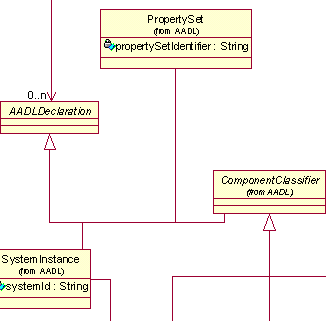 PropertySet
(from AADL)
propertySetIdentifier : String
0..n
AADLDeclaration
ComponentClassifier
(from AADL)
SystemInstance
(from AADL)
systemId : String